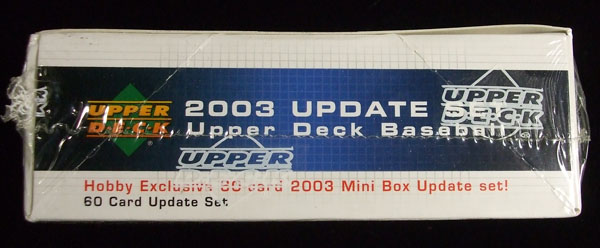 UPPER DECK 2003 UPDATE SET UPPER DECK
Upper Deck Baseball
UPPER
Hobby Exclusive 60 card 2003 Mini Box Update set!
60 Card Update Set